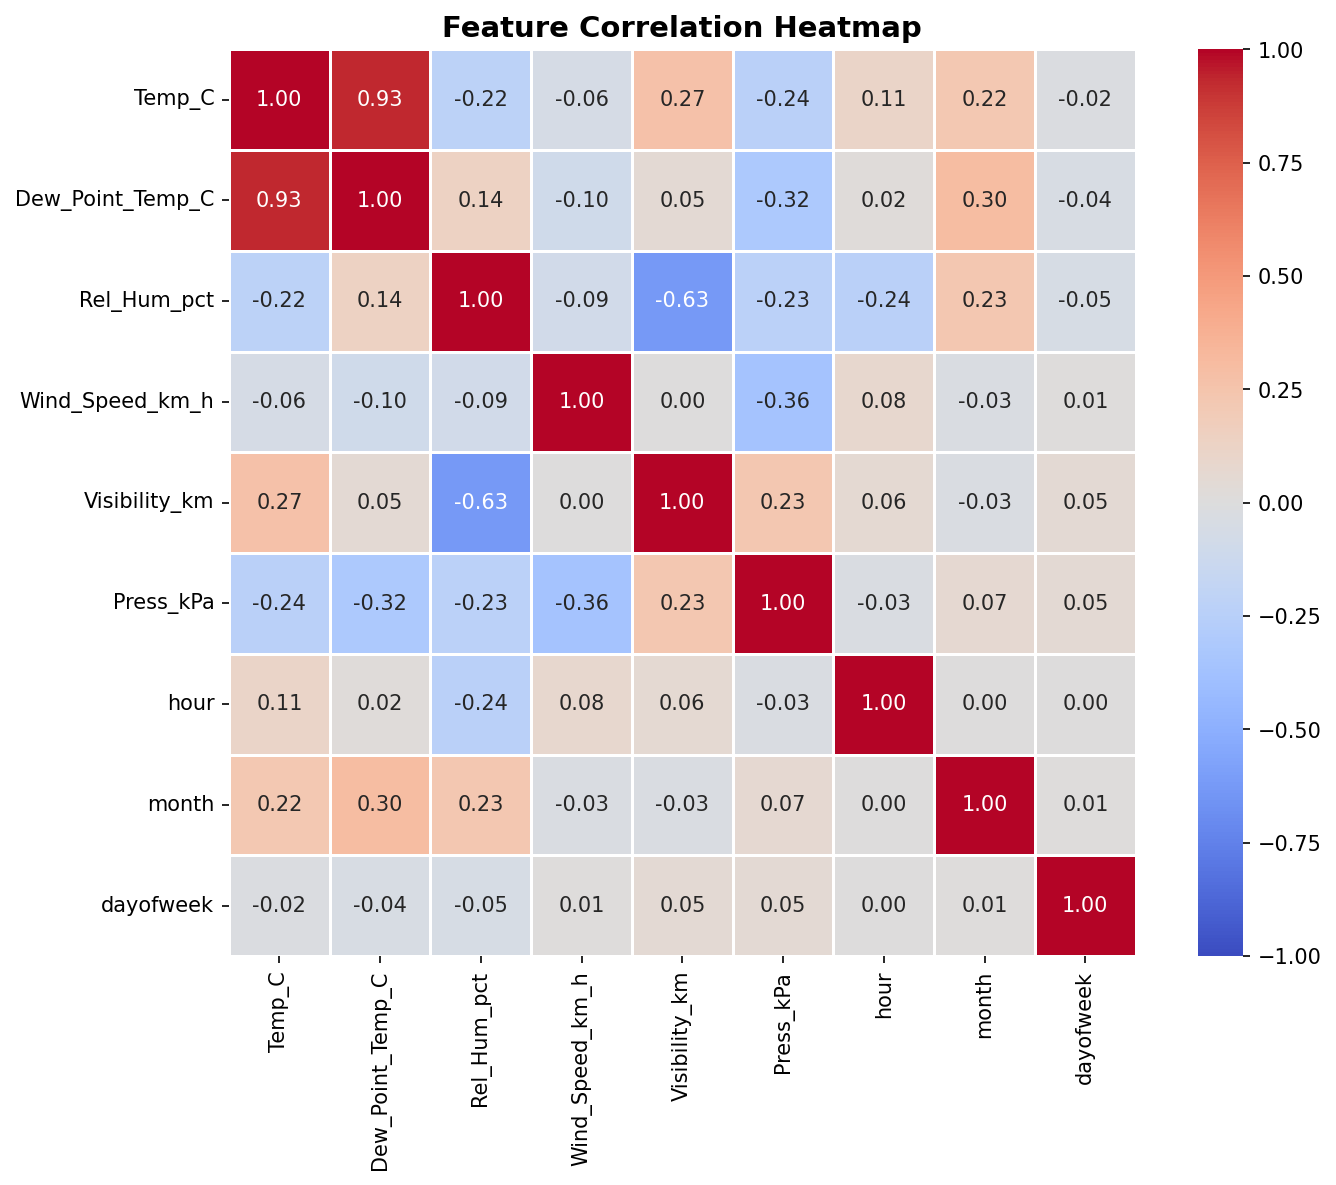 Feature Correlation Heatmap
Temp_C 1.00 0.93 -0.22 -0.06 0.27 -0.24 0.11 0.22 -0.02
Dew_Point_Temp_C 0.93 1.00 0.14 -0.10 0.05 -0.32 0.02 0.30 -0.04
Rel_Hum_pct -0.22 0.14 1.00 -0.09 -0.63 -0.23 -0.24 0.23 -0.05
Wind_Speed_km_h -0.06 -0.10 -0.09 1.00 0.00 -0.36 0.08 -0.03 0.01
Visibility_km 0.27 0.05 -0.63 0.00 1.00 0.23 0.06 -0.03 0.05
Press_kPa -0.24 -0.32 -0.23 -0.36 0.23 1.00 -0.03 0.07 0.05
hour 0.11 0.02 -0.24 0.08 0.06 -0.03 1.00 0.00 0.00
month 0.22 0.30 0.23 -0.03 -0.03 0.07 0.00 1.00 0.01
dayofweek -0.02 -0.04 -0.05 0.01 0.05 0.05 0.00 0.01 1.00
Temp_C
Dew_Point_Temp_C
Rel_Hum_pct
Wind_Speed_km_h
Visibility_km
Press_kPa
hour
month
dayofweek
1.00
0.75
0.50
0.25
0.00
−0.25
−0.50
−0.75
−1.00